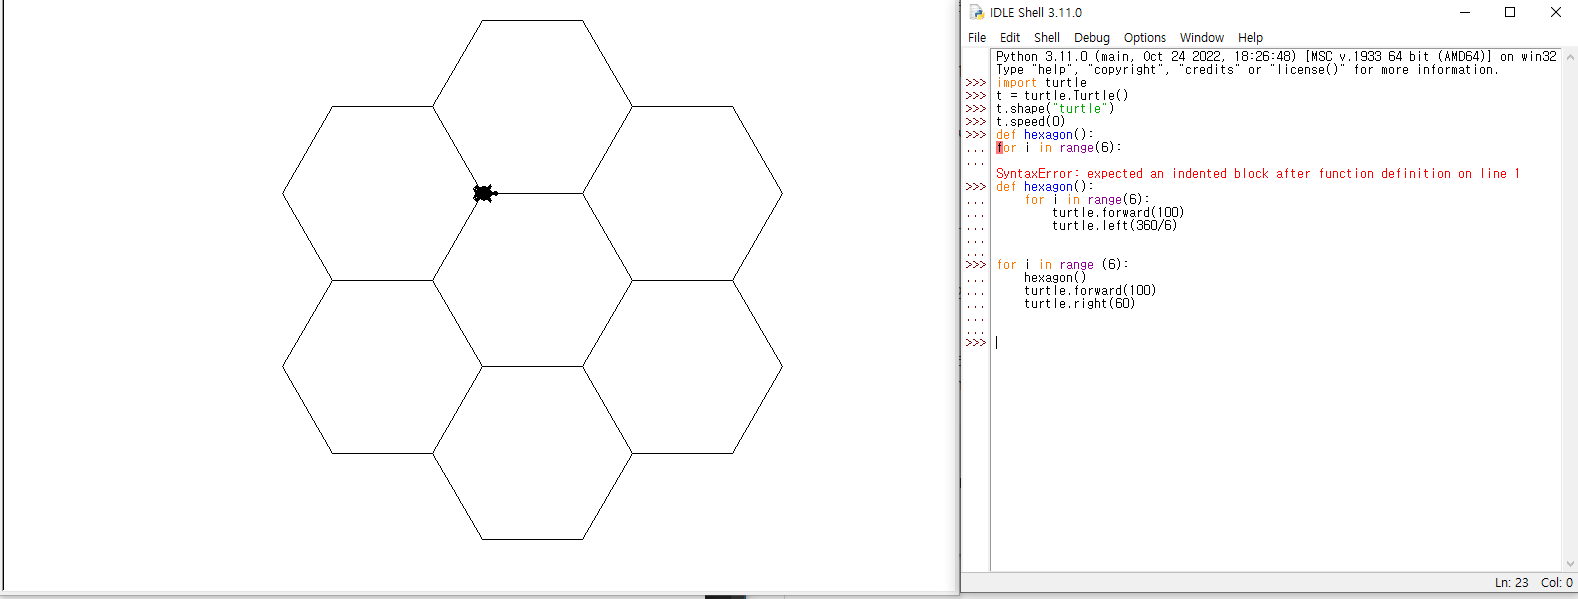 IDLE Shell 3.11.0
File Edit Shell Debug Options Window Help
Python 3.11.0 (main, Oct 24 2022, 18:26:48) [MSC v.1933 64 bit (AMD64)] on win32
Type "help", "copyright", "credits" or "license()" for more information.
>>> import turtle
>>> t = turtle.Turtle()
>>> t.shape("turtle")
>>> t.speed(0)
>>> def hexagon():
... for i in range(6):
...
SyntaxError: expected an indented block after function definition on line 1
>>> def hexagon():
...     for i in range(6):
...         turtle.forward(100)
...         turtle.left(360/6)
...
...
>>> for i in range (6):
...     hexagon()
...     turtle.forward(100)
...     turtle.right(60)
...
...
>>>
Ln: 23 Col: 0